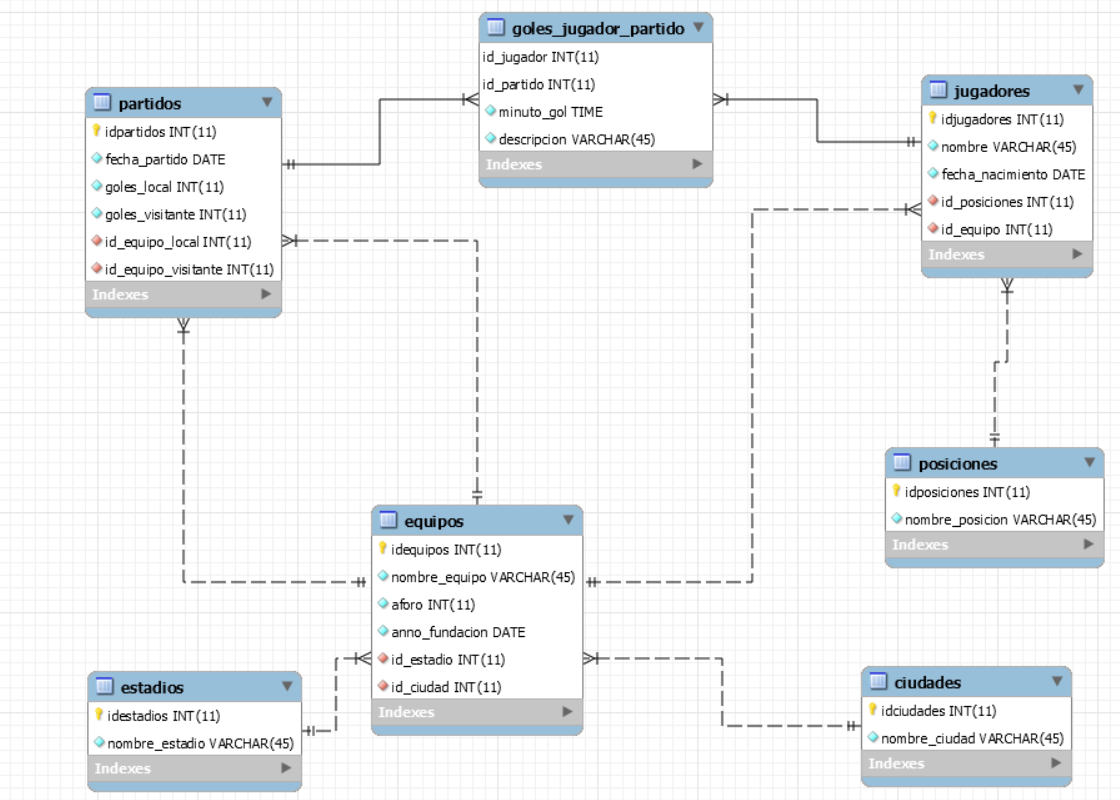 goles_jugador_partido
id_jugador INT(11)
id_partido INT(11)
minuto_gol TIME
descripcion VARCHAR(45)
Indexes
partidos
idpartidos INT(11)
fecha_partido DATE
goles_local INT(11)
goles_visitante INT(11)
id_equipo_local INT(11)
id_equipo_visitante INT(11)
Indexes
jugadores
idjugadores INT(11)
nombre VARCHAR(45)
fecha_nacimiento DATE
id_posiciones INT(11)
id_equipo INT(11)
Indexes
posiciones
idposiciones INT(11)
nombre_posicion VARCHAR(45)
Indexes
equipos
idequipos INT(11)
nombre_equipo VARCHAR(45)
aforo INT(11)
anno_fundacion DATE
id_estadio INT(11)
id_ciudad INT(11)
Indexes
estadios
idestadios INT(11)
nombre_estadio VARCHAR(45)
Indexes
ciudades
idciudades INT(11)
nombre_ciudad VARCHAR(45)
Indexes